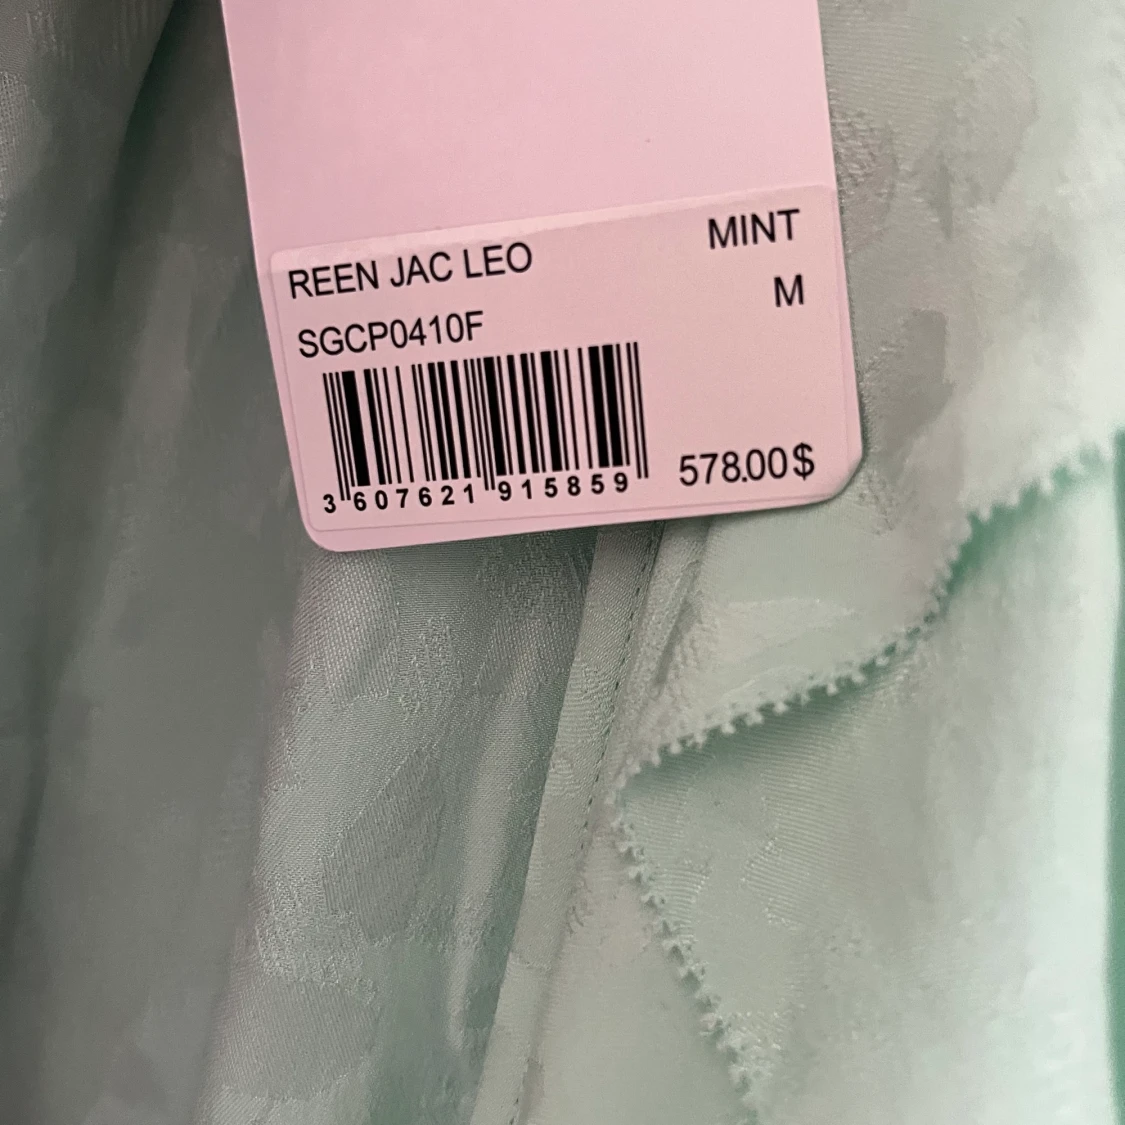 REEN JAC LEO
MINT
SGCP0410F
M
3 607621 915859
578.00$